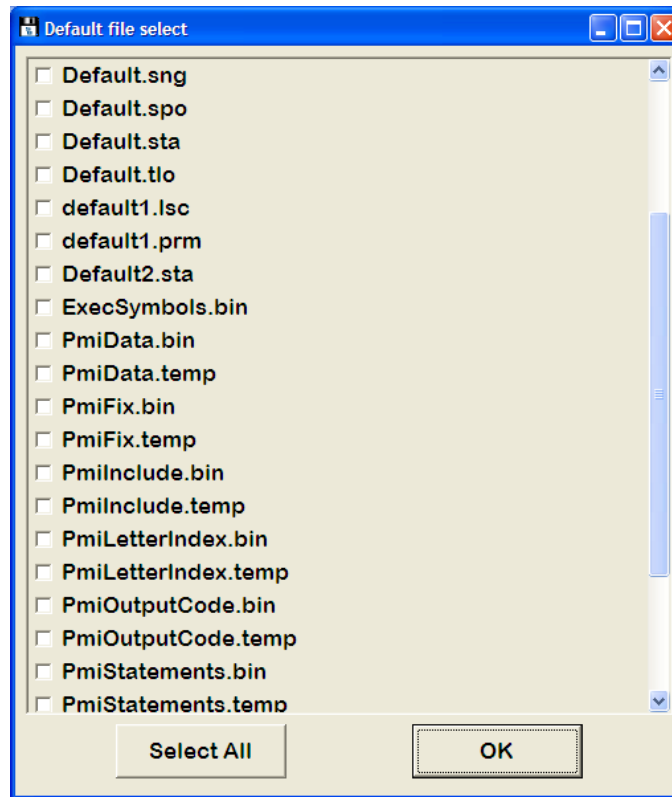 Default file select
Default.sng
Default.spo
Default.sta
Default.tlo
default1.lsc
default1.prm
Default2.sta
ExecSymbols.bin
PmiData.bin
PmiData.temp
PmiFix.bin
PmiFix.temp
PmiInclude.bin
PmiInclude.temp
PmiLetterIndex.bin
PmiLetterIndex.temp
PmiOutputCode.bin
PmiOutputCode.temp
PmiStatements.bin
PmiStatements.temp
Select All OK